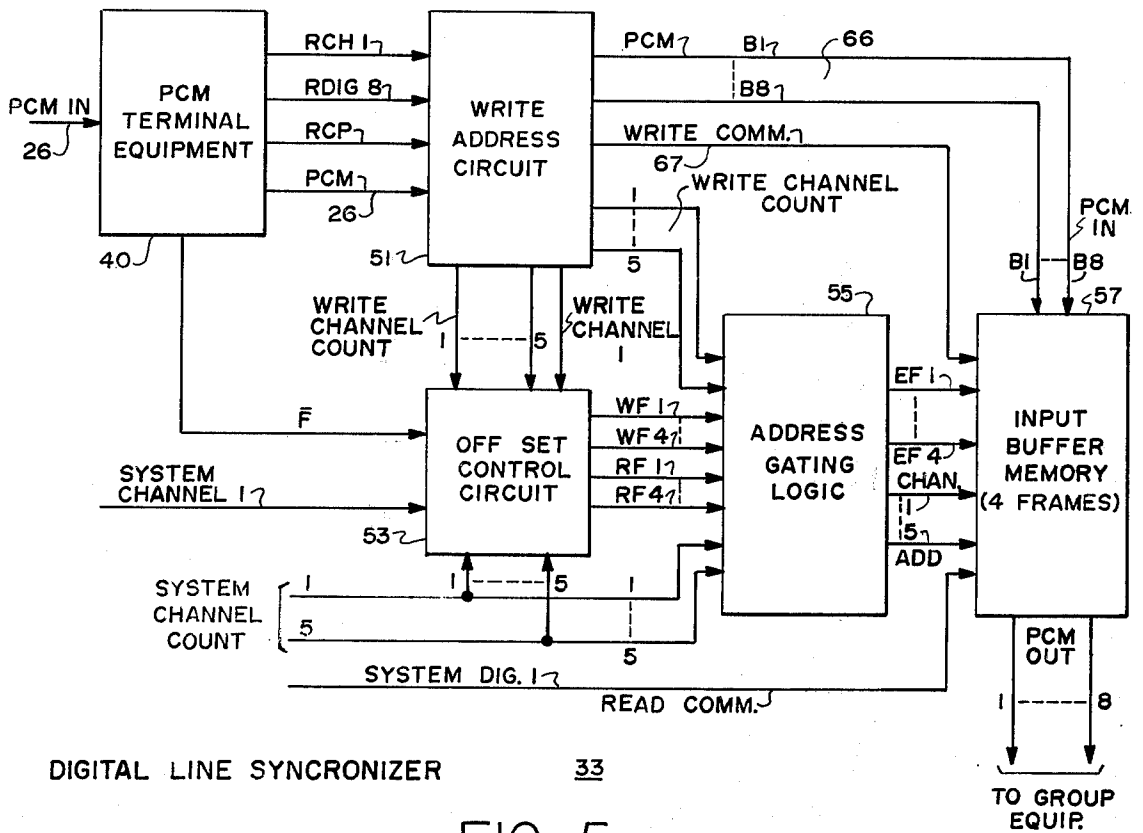 PCM IN
26
PCM
TERMINAL
EQUIPMENT
40
RCH 1
RDIG 8
RCP
PCM
26
WRITE
ADDRESS
CIRCUIT
51
PCM
B1
66
B8
WRITE COMM.
67
1
5
WRITE CHANNEL
COUNT
PCM
IN
B1
B8
57
WRITE
CHANNEL
COUNT
1
5
WRITE
CHANNEL
1
F̅
SYSTEM
CHANNEL 1
OFF SET
CONTROL
CIRCUIT
53
WF 1
WF 4
RF 1
RF 4
55
ADDRESS
GATING
LOGIC
EF 1
EF 4
CHAN.
1
5
ADD
INPUT
BUFFER
MEMORY
(4 FRAMES)
SYSTEM
CHANNEL
COUNT
1
5
1
5
1
5
SYSTEM DIG. 1
READ COMM.
PCM
OUT
1
8
TO GROUP
EQUIP.
DIGITAL LINE SYNCRONIZER
33
FIG. 5